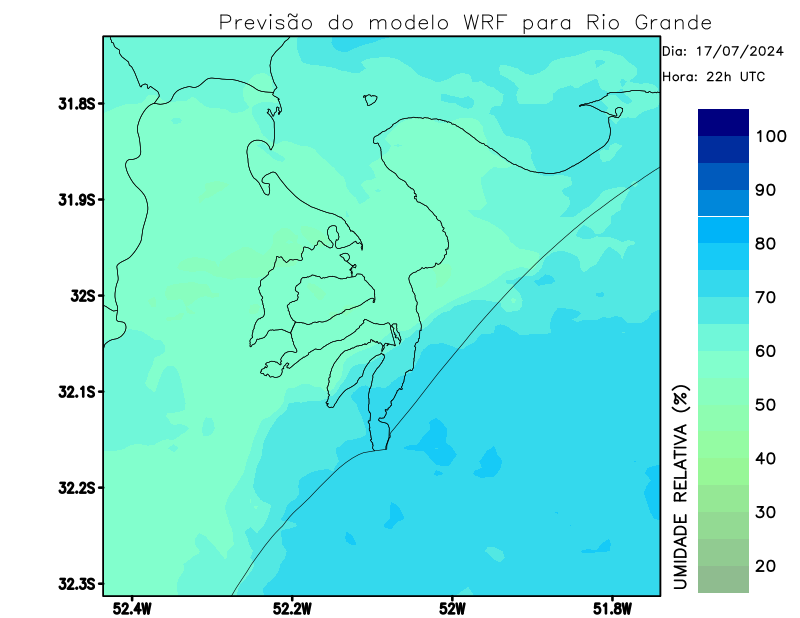 Previsão do modelo WRF para Rio Grande
Dia: 17/07/2024
Hora: 22h UTC
31.8S
31.9S
32S
32.1S
32.2S
32.3S
52.4W
52.2W
52W
51.8W
100
90
80
70
60
50
40
30
20
UMIDADE RELATIVA (%)